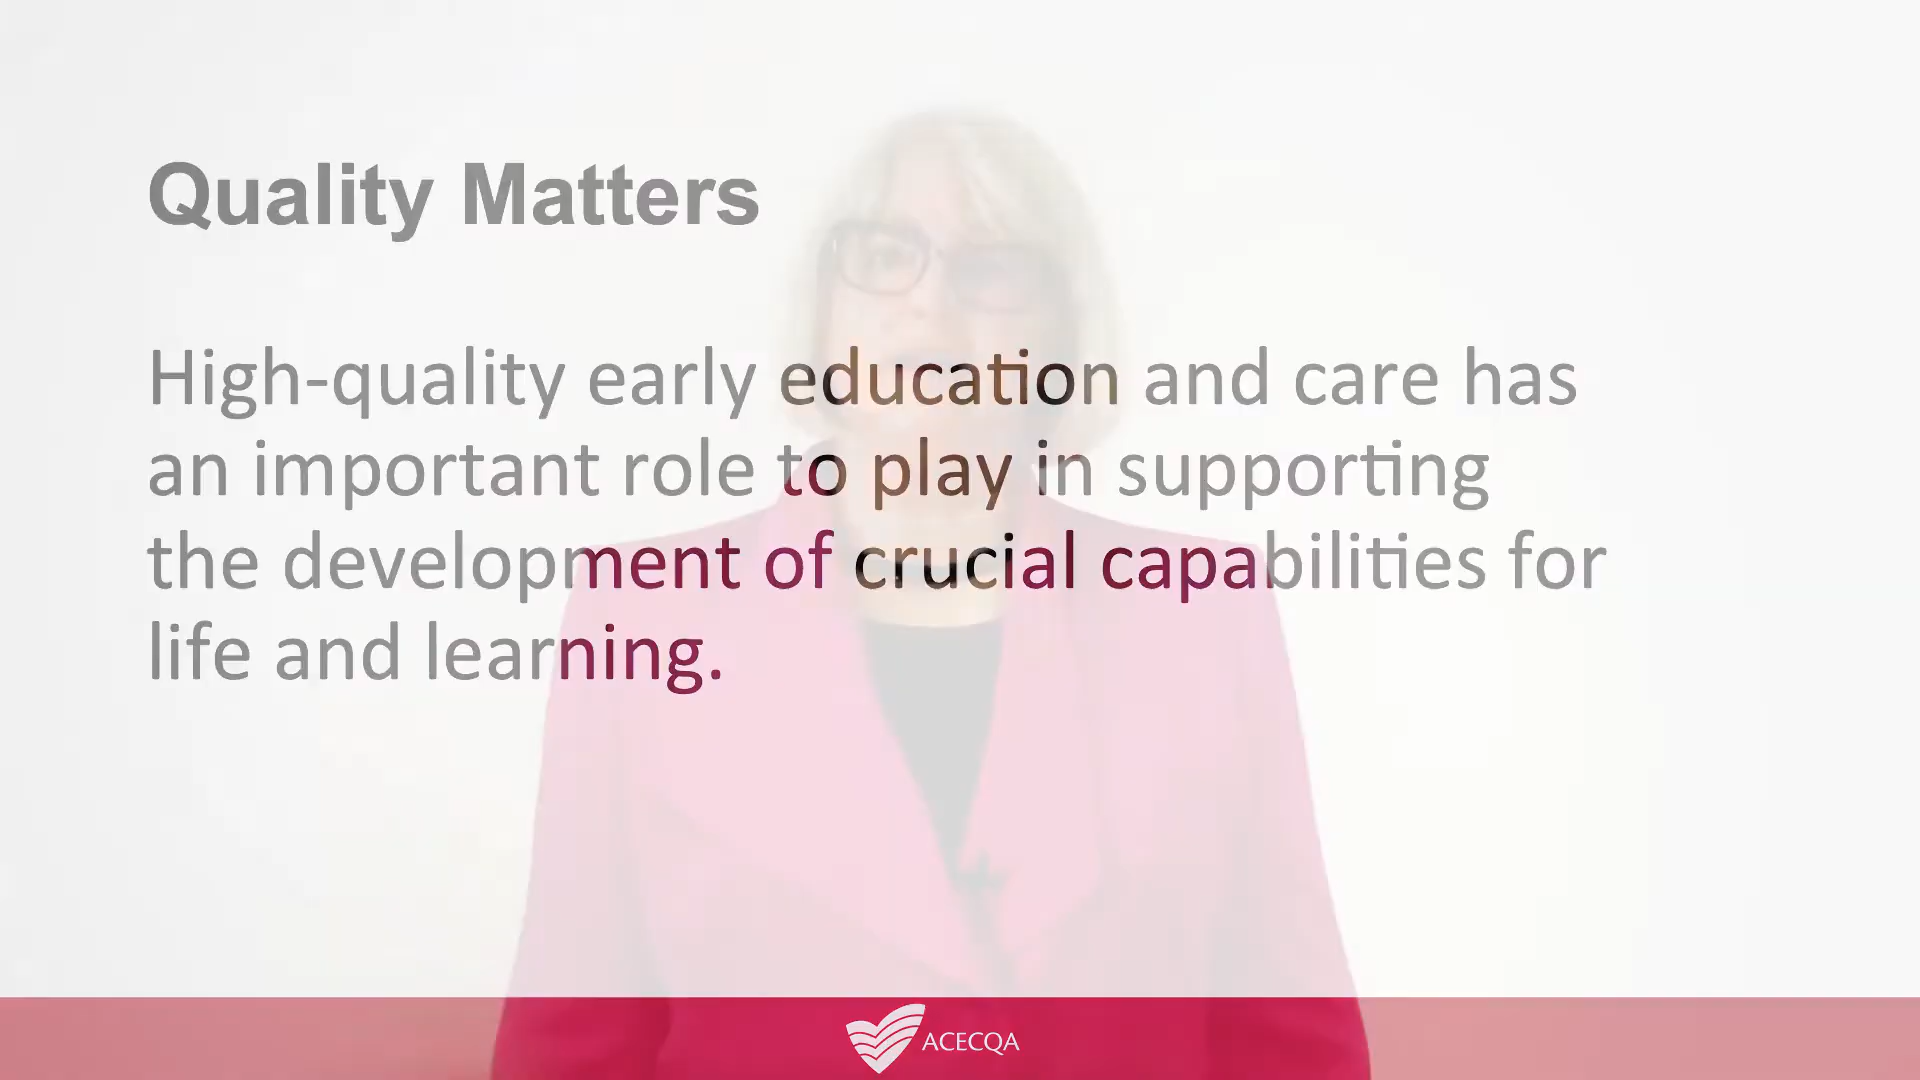 Quality Matters
High-quality early education and care has
an important role to play in supporting
the development of crucial capabilities for
life and learning.
ACECQA